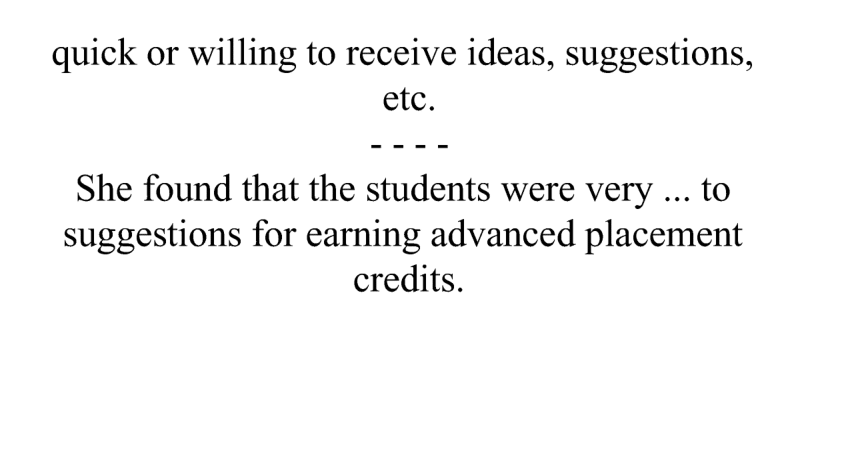 quick or willing to receive ideas, suggestions,
etc.
- - - -
She found that the students were very ... to
suggestions for earning advanced placement
credits.